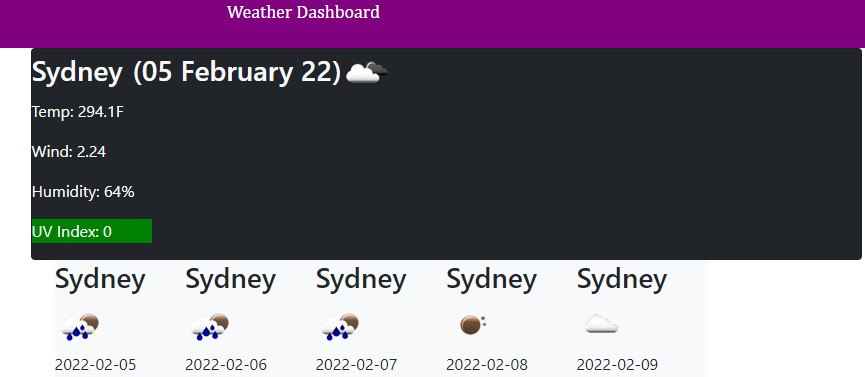 Weather Dashboard
Sydney (05 February 22)
Temp: 294.1F
Wind: 2.24
Humidity: 64%
UV Index: 0
Sydney Sydney Sydney Sydney Sydney
2022-02-05 2022-02-06 2022-02-07 2022-02-08 2022-02-09